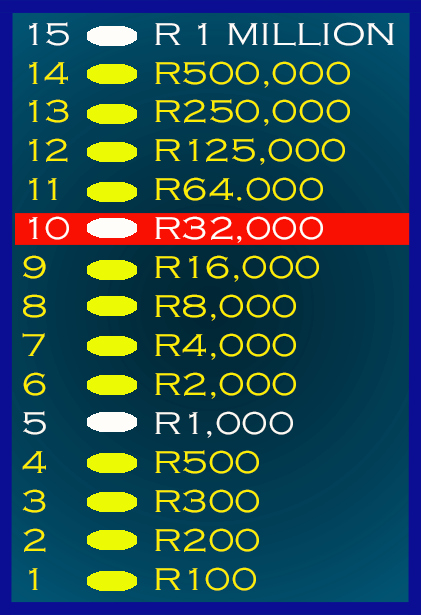 15 R 1 MILLION
14 R500,000
13 R250,000
12 R125,000
11 R64.000
10 R32,000
9 R16,000
8 R8,000
7 R4,000
6 R2,000
5 R1,000
4 R500
3 R300
2 R200
1 R100